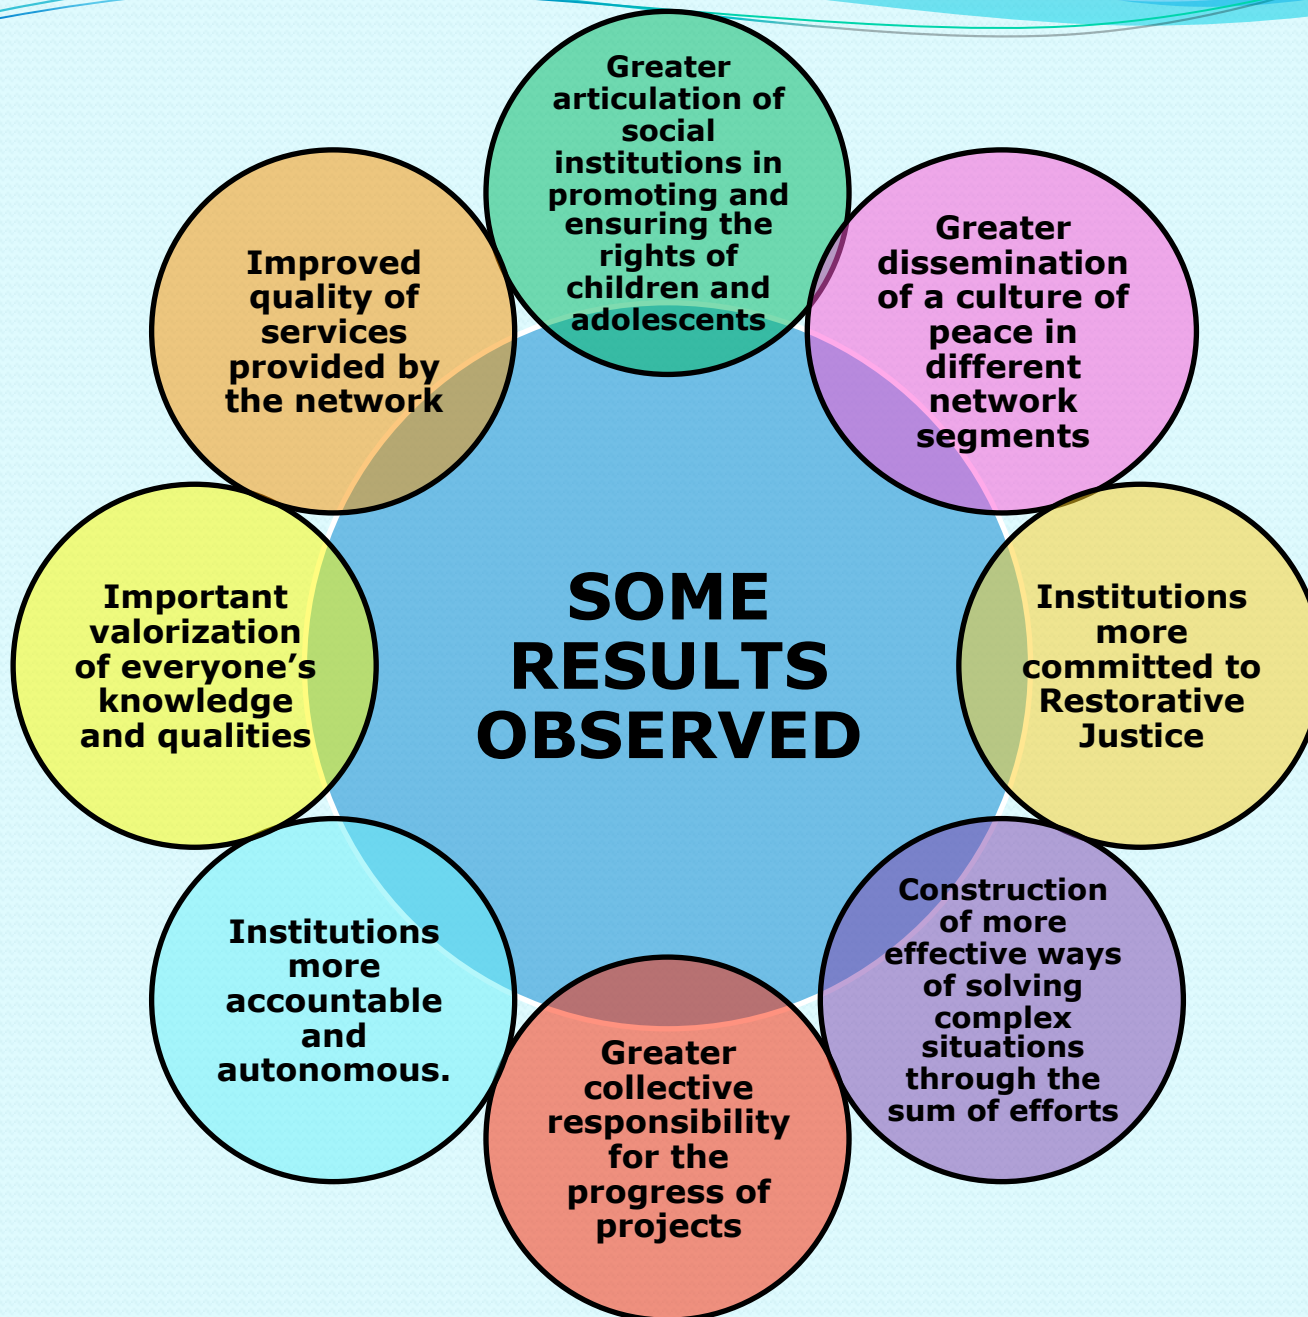 Greater
articulation of
social
institutions in
promoting and
ensuring the
rights of
children and
adolescents
Greater
dissemination
of a culture of
peace in
different
network
segments
Institutions
more
committed to
Restorative
Justice
Construction
of more
effective ways
of solving
complex
situations
through the
sum of efforts
Greater
collective
responsibility
for the
progress of
projects
Institutions
more
accountable
and
autonomous.
Important
valorization
of everyone’s
knowledge
and qualities
Improved
quality of
services
provided by
the network
SOME
RESULTS
OBSERVED